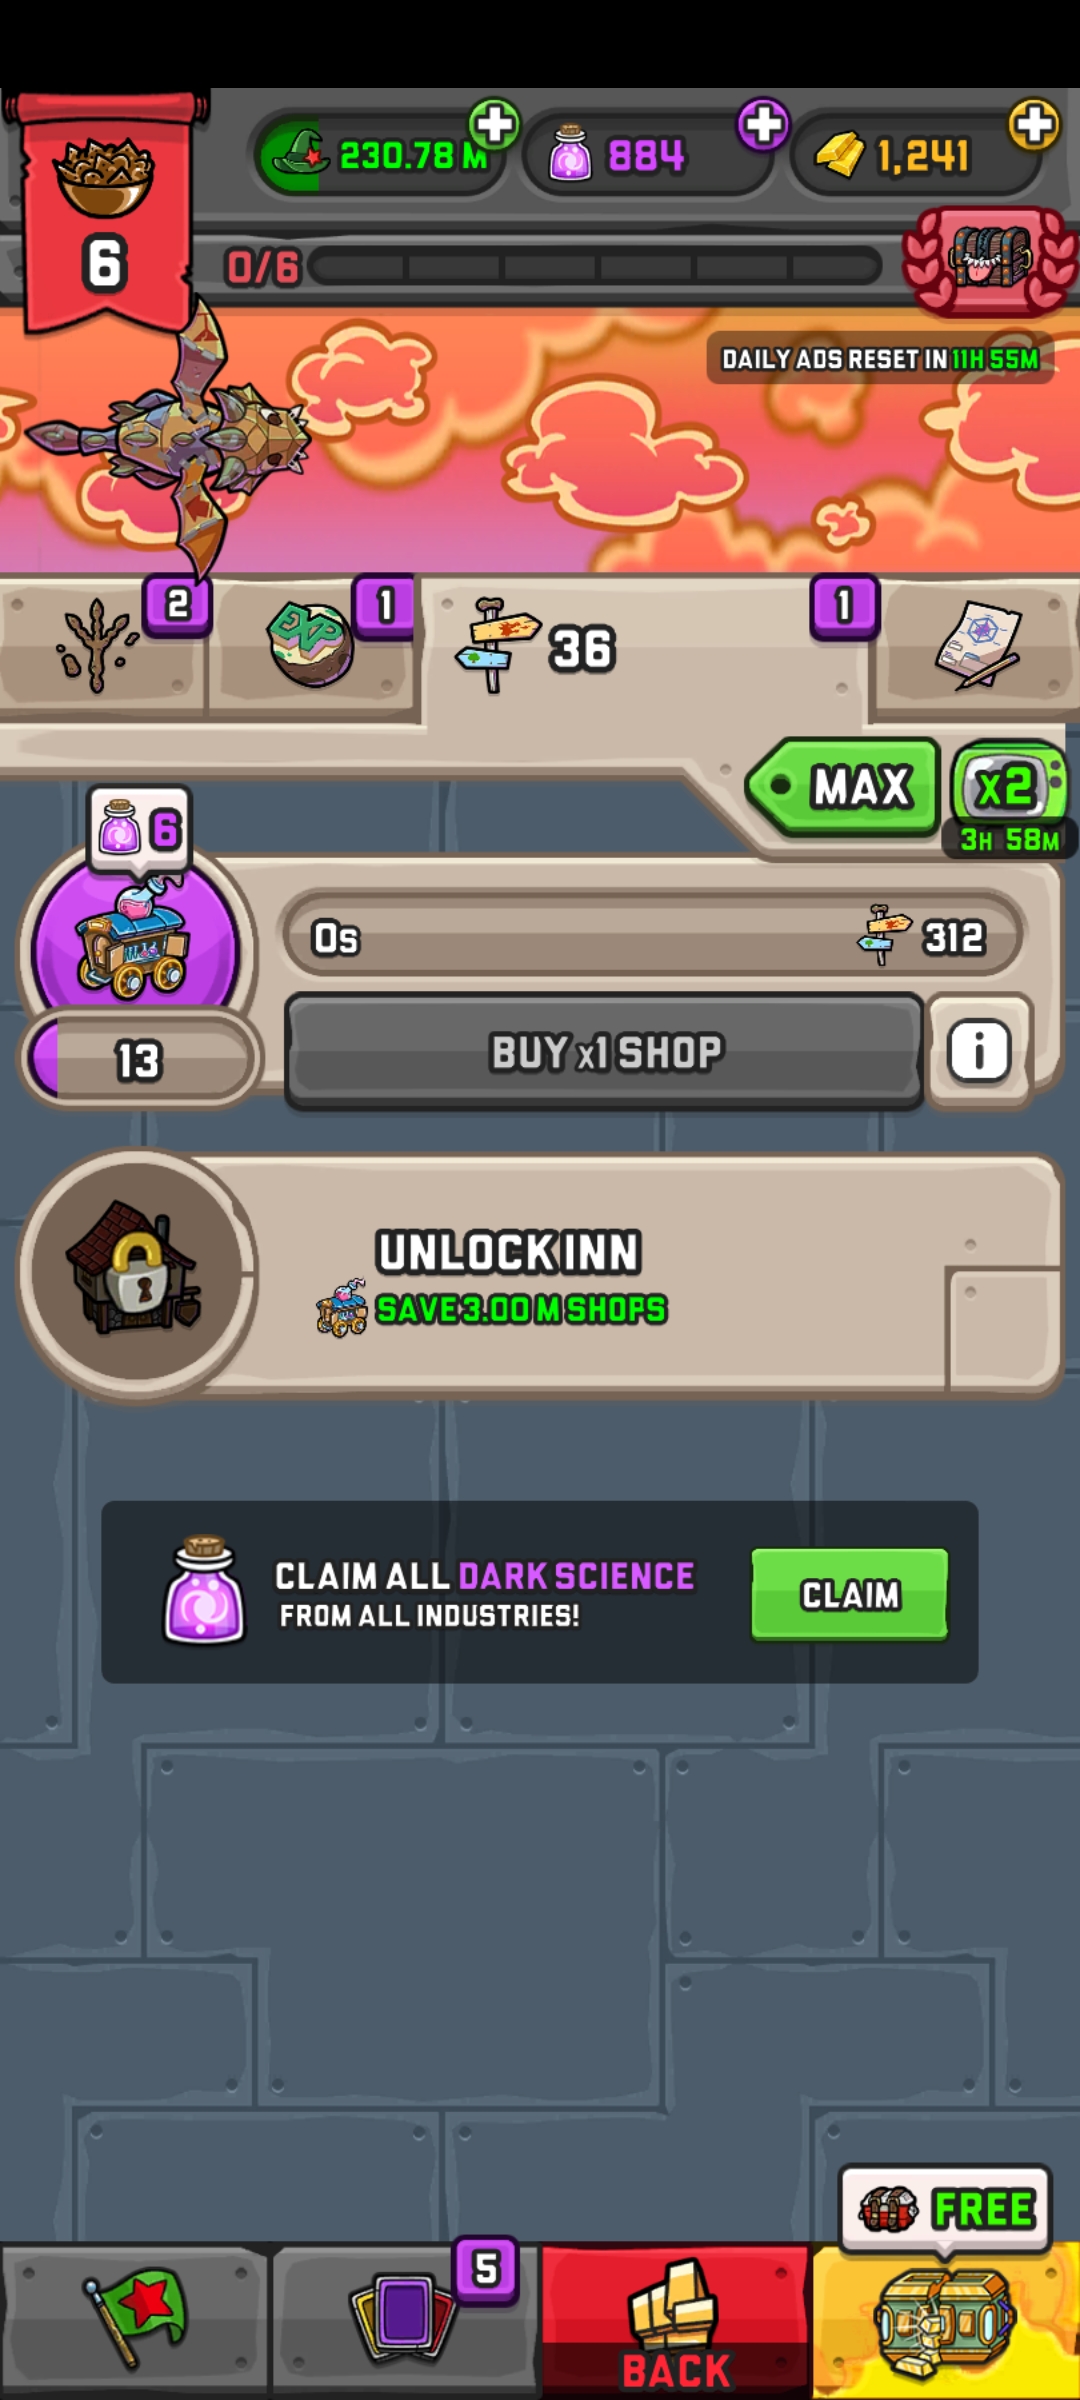 230.78 M
884
1,241
6
0/6
DAILY ADS RESET IN 11H 55M
2
EXP
1
36
1
MAX
x2
3H 58M
6
0s
312
13
BUY x1 SHOP
i
UNLOCK INN
SAVE 3.00 M SHOPS
CLAIM ALL DARK SCIENCE
FROM ALL INDUSTRIES!
CLAIM
FREE
5
BACK